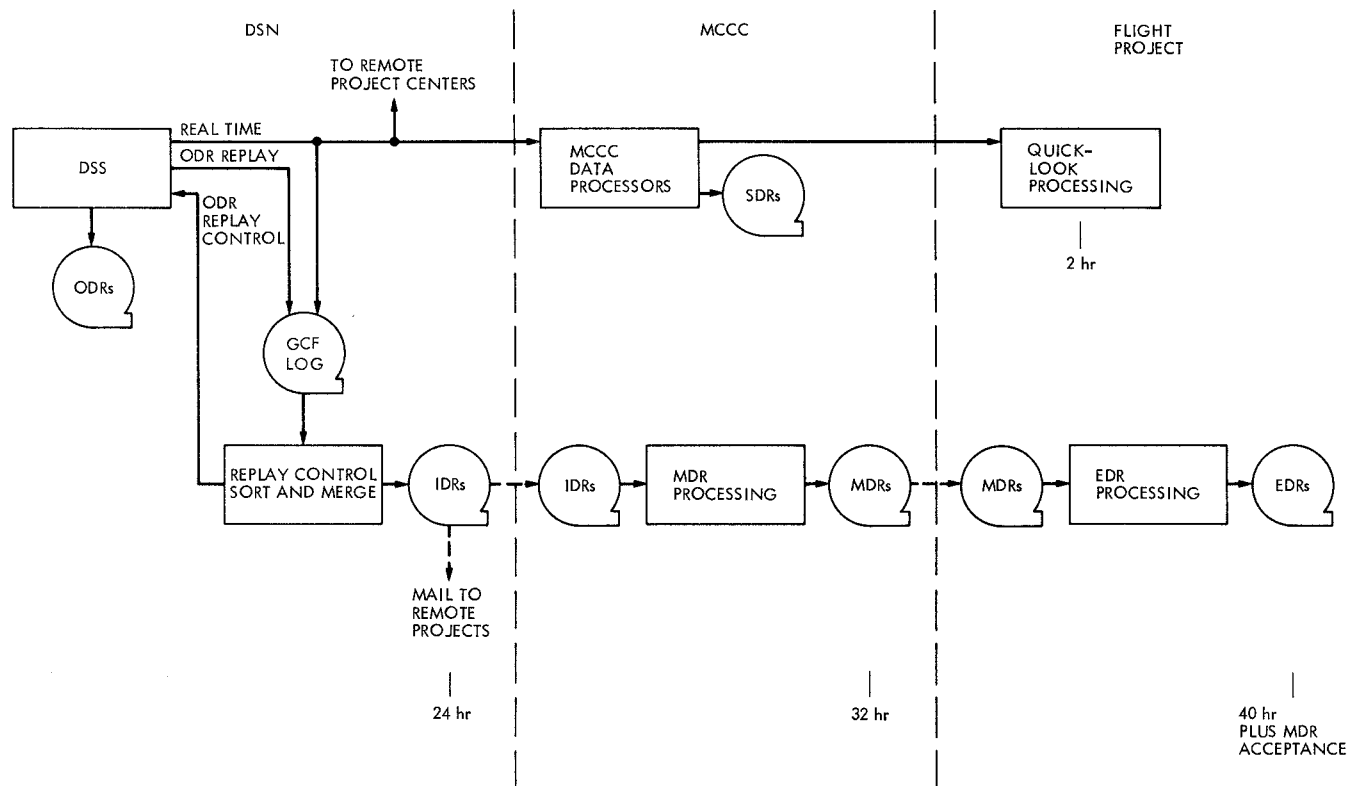 DSN
MCCC
FLIGHT
PROJECT
TO REMOTE
PROJECT CENTERS
REAL TIME
ODR REPLAY
DSS
ODR
REPLAY
CONTROL
ODRs
GCF
LOG
MCCC
DATA
PROCESSORS
SDRs
QUICK-
LOOK
PROCESSING
2 hr
REPLAY CONTROL
SORT AND MERGE
IDRs
IDRs
MDR
PROCESSING
MDRs
MDRs
EDR
PROCESSING
EDRs
MAIL TO
REMOTE
PROJECTS
24 hr
32 hr
40 hr
PLUS MDR
ACCEPTANCE